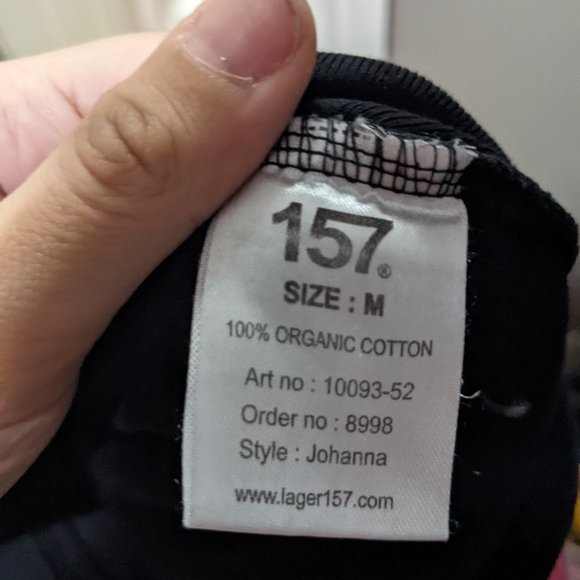 157®
SIZE : M
100% ORGANIC COTTON
Art no : 10093-52
Order no : 8998
Style : Johanna
www.lager157.com